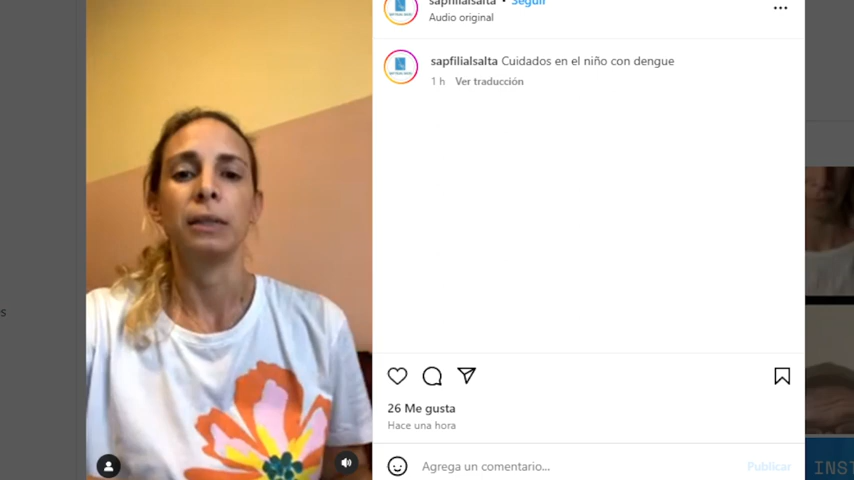 sapfilialsalta • Seguir
Audio original
sapfilialsalta Cuidados en el niño con dengue
1 h Ver traducción
26 Me gusta
Hace una hora
Agrega un comentario...
Publicar
INST
s